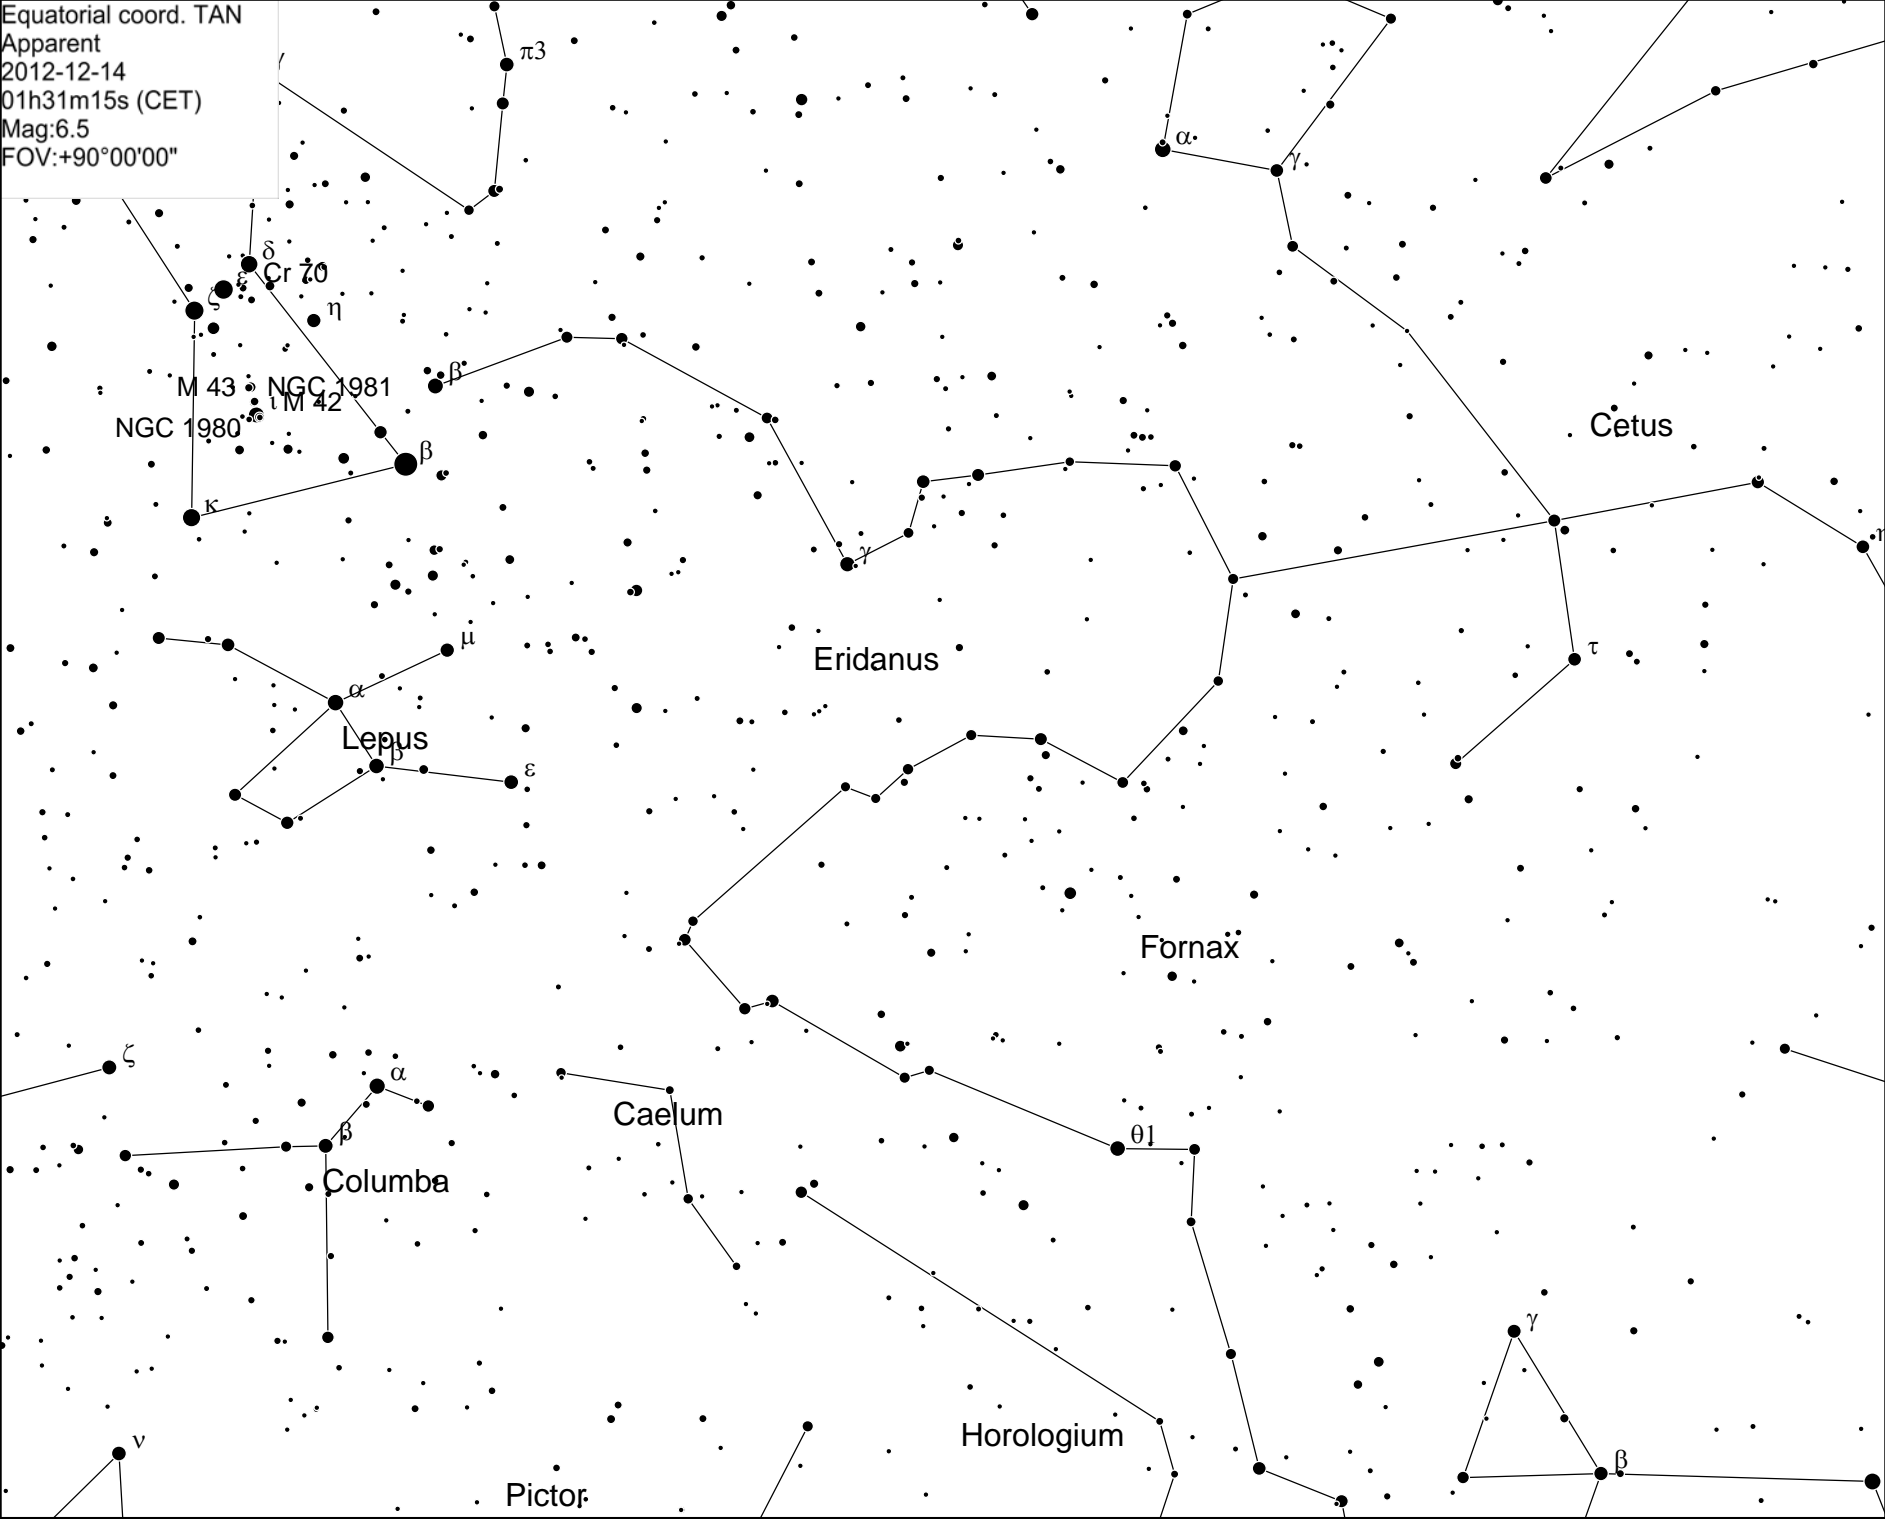 Equatorial coord. TAN
Apparent
2012-12-14
01h31m15s (CET)
Mag:6.5
FOV:+90°00'00"
π3
α
γ
δ
ε
Cr 70
ζ
η
β
M 43
NGC 1981
ι
M 42
NGC 1980
Cetus
β
κ
γ
η
μ
Eridanus
τ
α
Lepus
β
ε
Fornax
ζ
α
Caelum
β
θ1
Columba
γ
Horologium
ν
β
Pictor